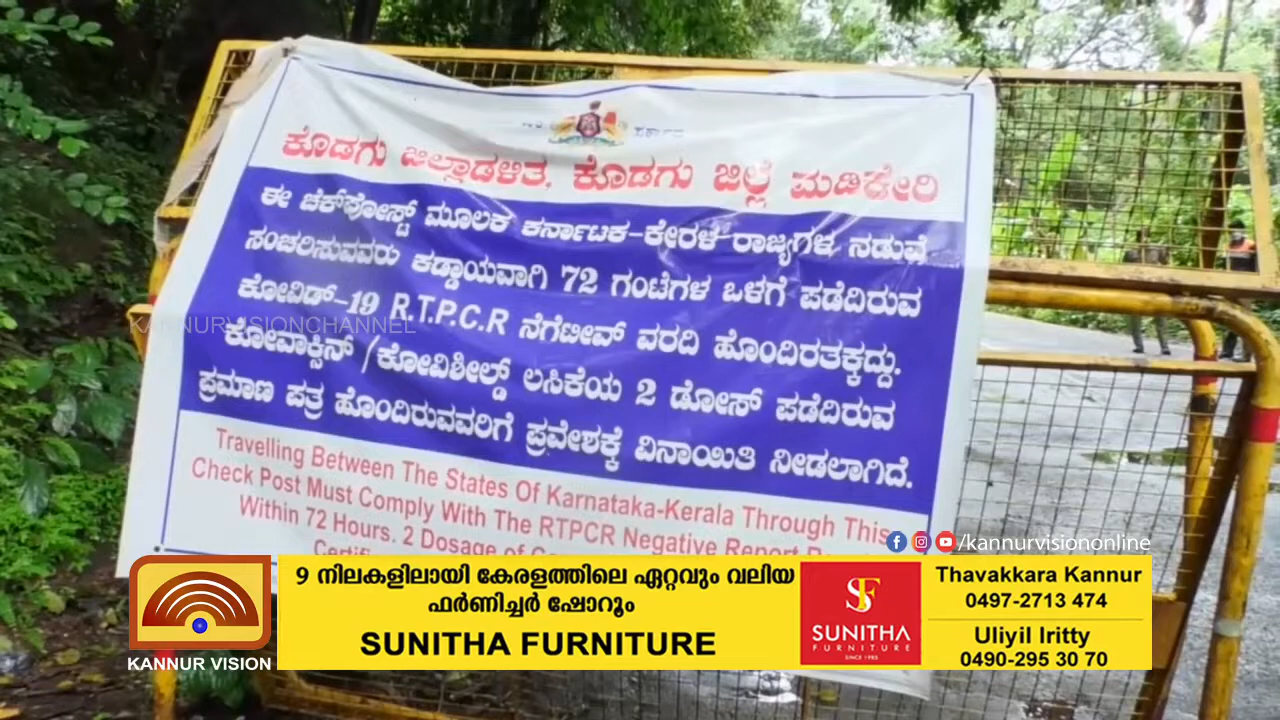 ಕೊಡಗು ಜಿಲ್ಲಾಡಳಿತ, ಕೊಡಗು ಜಿಲ್ಲೆ ಮಡಿಕೇರಿ
ಈ ಚೆಕ್‌ಪೋಸ್ಟ್ ಮೂಲಕ ಕರ್ನಾಟಕ-ಕೇರಳ ರಾಜ್ಯಗಳ ನಡುವೆ
ಸಂಚರಿಸುವವರು ಕಡ್ಡಾಯವಾಗಿ 72 ಗಂಟೆಗಳ ಒಳಗೆ ಪಡೆದಿರುವ
ಕೋವಿಡ್-19 R.T.P.C.R ನೆಗೆಟೀವ್ ವರದಿ ಹೊಂದಿರತಕ್ಕದ್ದು.
ಕೋವಾಕ್ಸಿನ್ /ಕೋವಿಶೀಲ್ಡ್ ಲಸಿಕೆಯ 2 ಡೋಸ್ ಪಡೆದಿರುವ
ಪ್ರಮಾಣ ಪತ್ರ ಹೊಂದಿರುವವರಿಗೆ ಪ್ರವೇಶಕ್ಕೆ ವಿನಾಯಿತಿ ನೀಡಲಾಗಿದೆ.
Travelling Between The States Of Karnataka-Kerala Through This
Check Post Must Comply With The RTPCR Negative Report
Within 72 Hours. 2 Dosage of
KANNURVISIONCHANNEL
/kannurvisiononline
KANNUR VISION
9 നിലകളിലായി കേരളത്തിലെ ഏറ്റവും വലിയ
ഫർണിച്ചർ ഷോറൂം
SUNITHA FURNITURE
SF
SUNITHA
FURNITURE
SINCE 1985
Thavakkara Kannur
0497-2713 474
Uliyil Iritty
0490-295 30 70